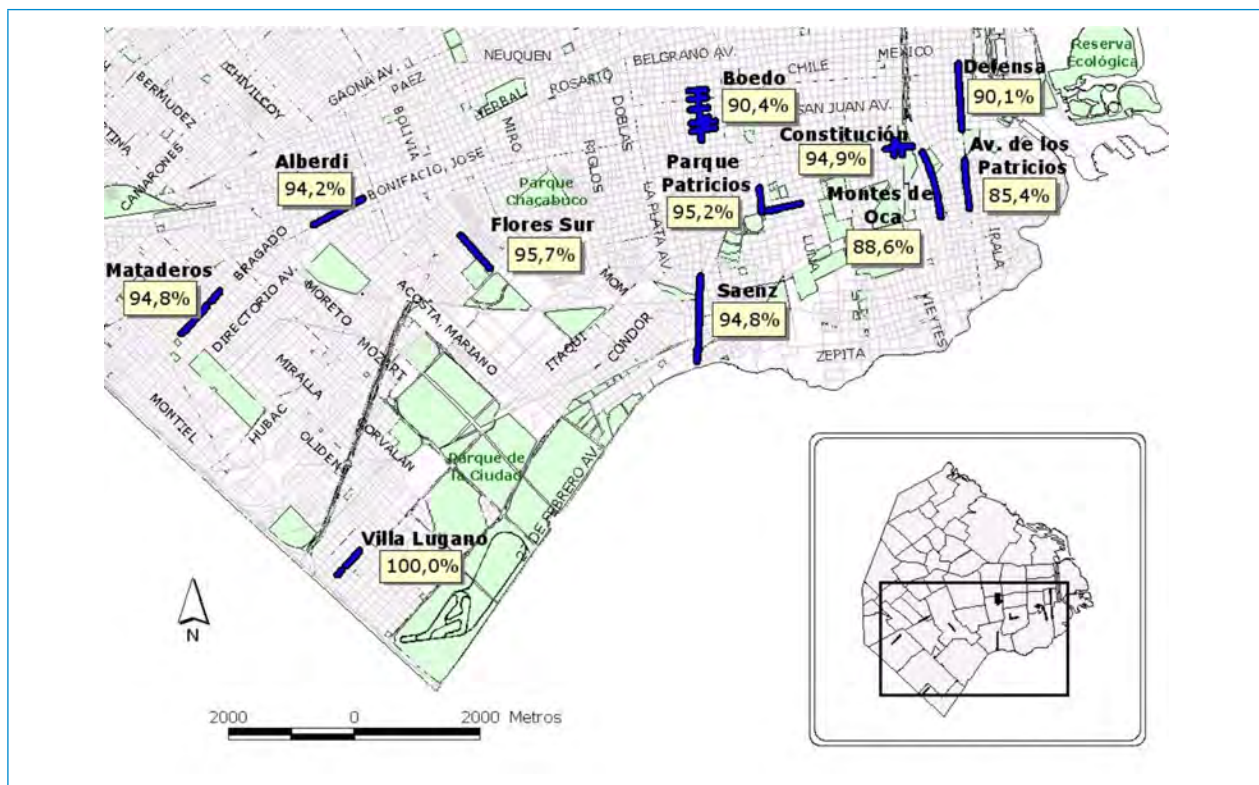 NEUQUEN
BELGRANO AV.
MEXICO
Reserva
Ecológica
CHIVILCOY
GAONA AV.
PAEZ
ROSARIO
CHILE
Defensa
90,1%
BERMUDEZ
YERBAL
Boedo
90,4%
SAN JUAN AV.
BOLIVIA
MIRO
DOBLAS
Constitución
94,9%
Av. de los
Patricios
85,4%
CAMARONES
Alberdi
94,2%
BONIFACIO, JOSE
RIGLOS
Parque
Patricios
95,2%
Parque
Chacabuco
LA PLATA AV.
Montes de
Oca
88,6%
LUNA
IRALA
Flores Sur
95,7%
BRAGADO
Mataderos
94,8%
DIRECTORIO AV.
MORETO
ACOSTA, MARIANO
MOM
Saenz
94,8%
VIEYTES
ITAQUI
CONDOR
ZEPITA
MOZART
MIRALLA
MONTIEL
HUBAC
OLIDEN
CORVALÁN
Parque de
la Ciudad
27 DE FEBRERO AV.
Villa Lugano
100,0%
N
2000 0 2000 Metros